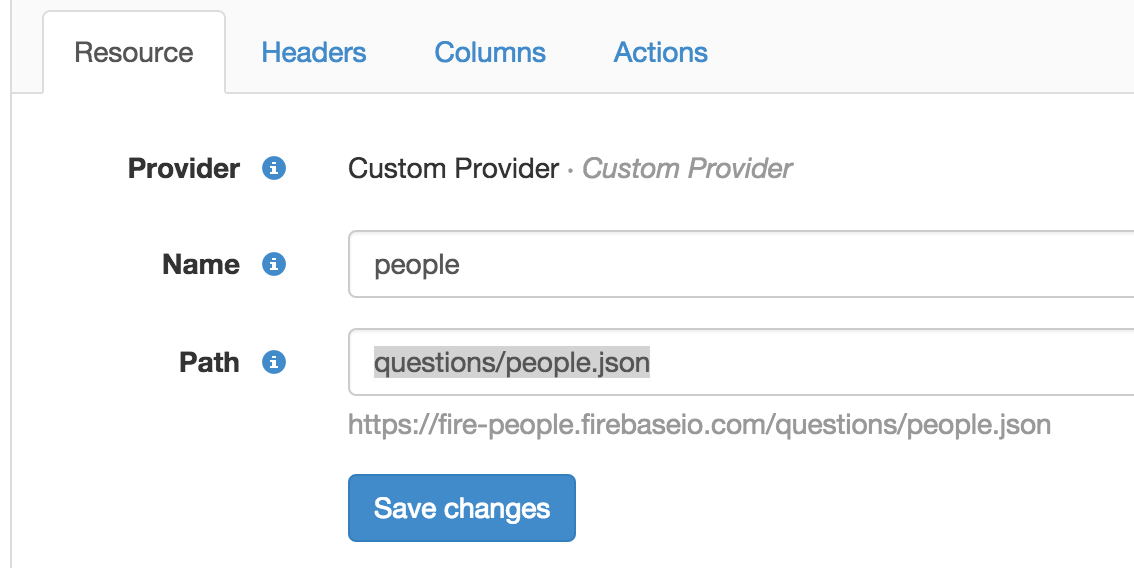 Resource Headers Columns Actions
Provider Custom Provider · Custom Provider
Name people
Path questions/people.json
https://fire-people.firebaseio.com/questions/people.json
Save changes